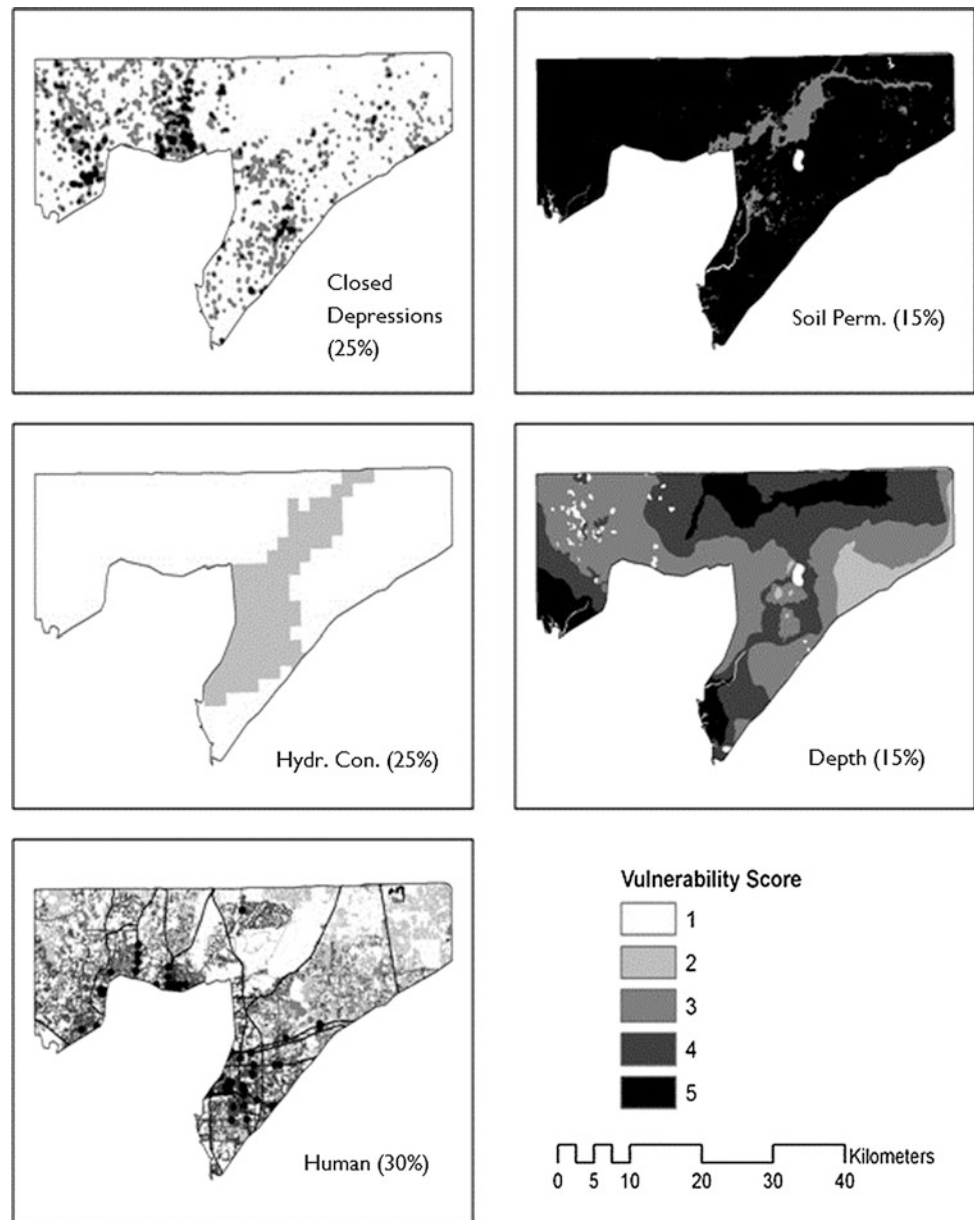 Closed
Depressions
(25%)
Soil Perm. (15%)
Hydr. Con. (25%)
Depth (15%)
Human (30%)
Vulnerability Score
1
2
3
4
5
Kilometers
0 5 10 20 30 40